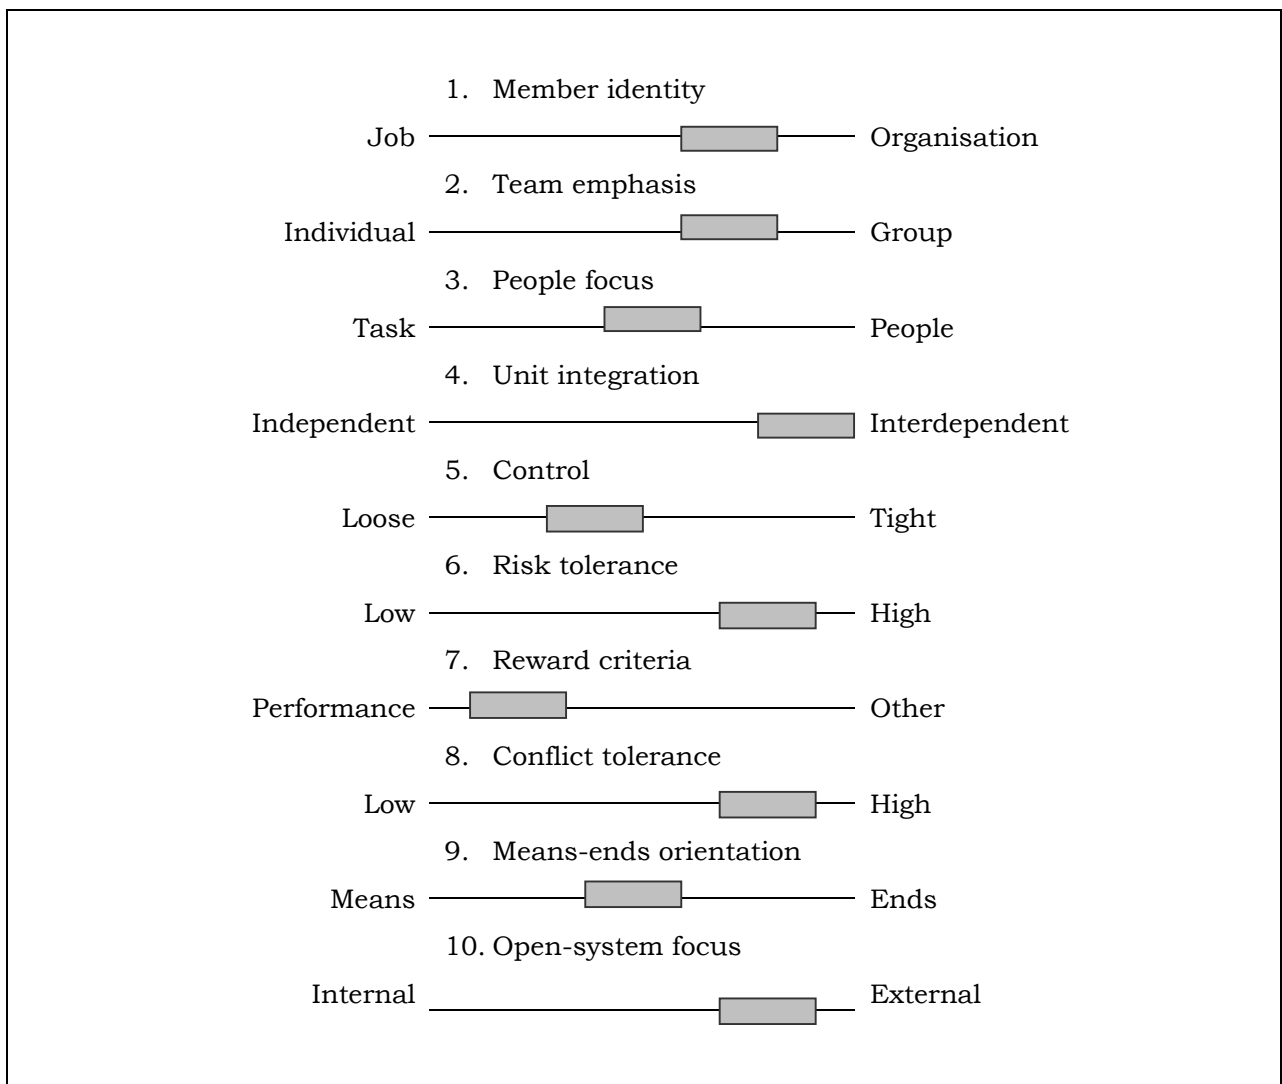 1. Member identity
Job Organisation
2. Team emphasis
Individual Group
3. People focus
Task People
4. Unit integration
Independent Interdependent
5. Control
Loose Tight
6. Risk tolerance
Low High
7. Reward criteria
Performance Other
8. Conflict tolerance
Low High
9. Means-ends orientation
Means Ends
10. Open-system focus
Internal External